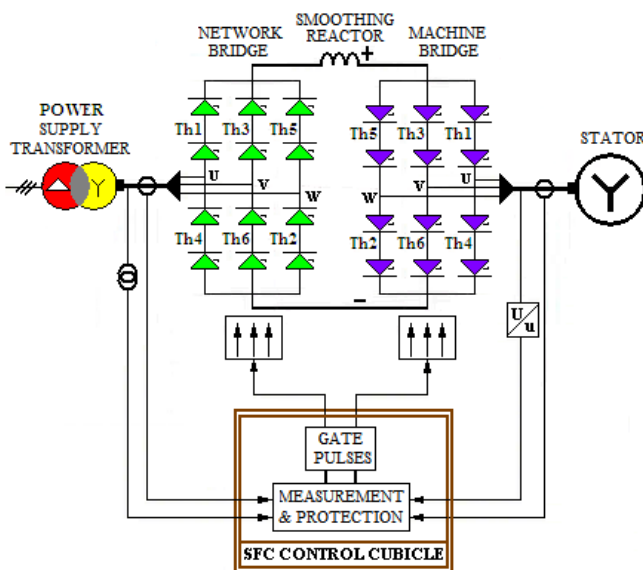 SMOOTHING
REACTOR
+
NETWORK
BRIDGE
MACHINE
BRIDGE
POWER
SUPPLY
TRANSFORMER
STATOR
Th1 Th3 Th5
Th5 Th3 Th1
U
V
W
U
V
W
Th4 Th6 Th2
Th2 Th6 Th4
Y
Y
−
U/u
GATE
PULSES
MEASUREMENT
& PROTECTION
SFC CONTROL CUBICLE